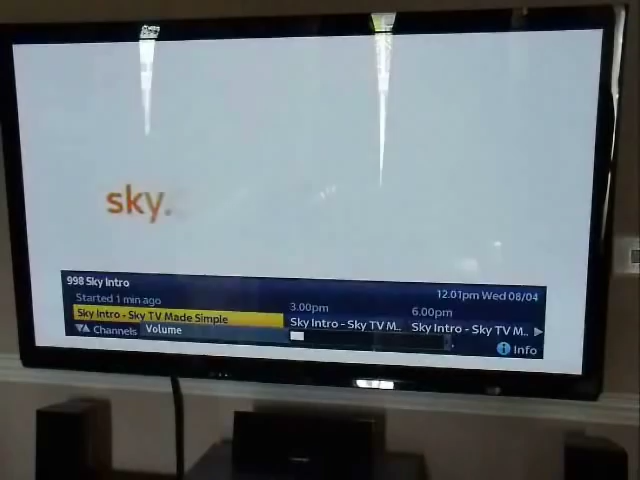 sky.
998 Sky Intro
12.01pm Wed 08/04
Started 1 min ago
3.00pm
6.00pm
Sky Intro - Sky TV Made Simple
Sky Intro - Sky TV M..
Sky Intro - Sky TV M..
Channels
Volume
i Info